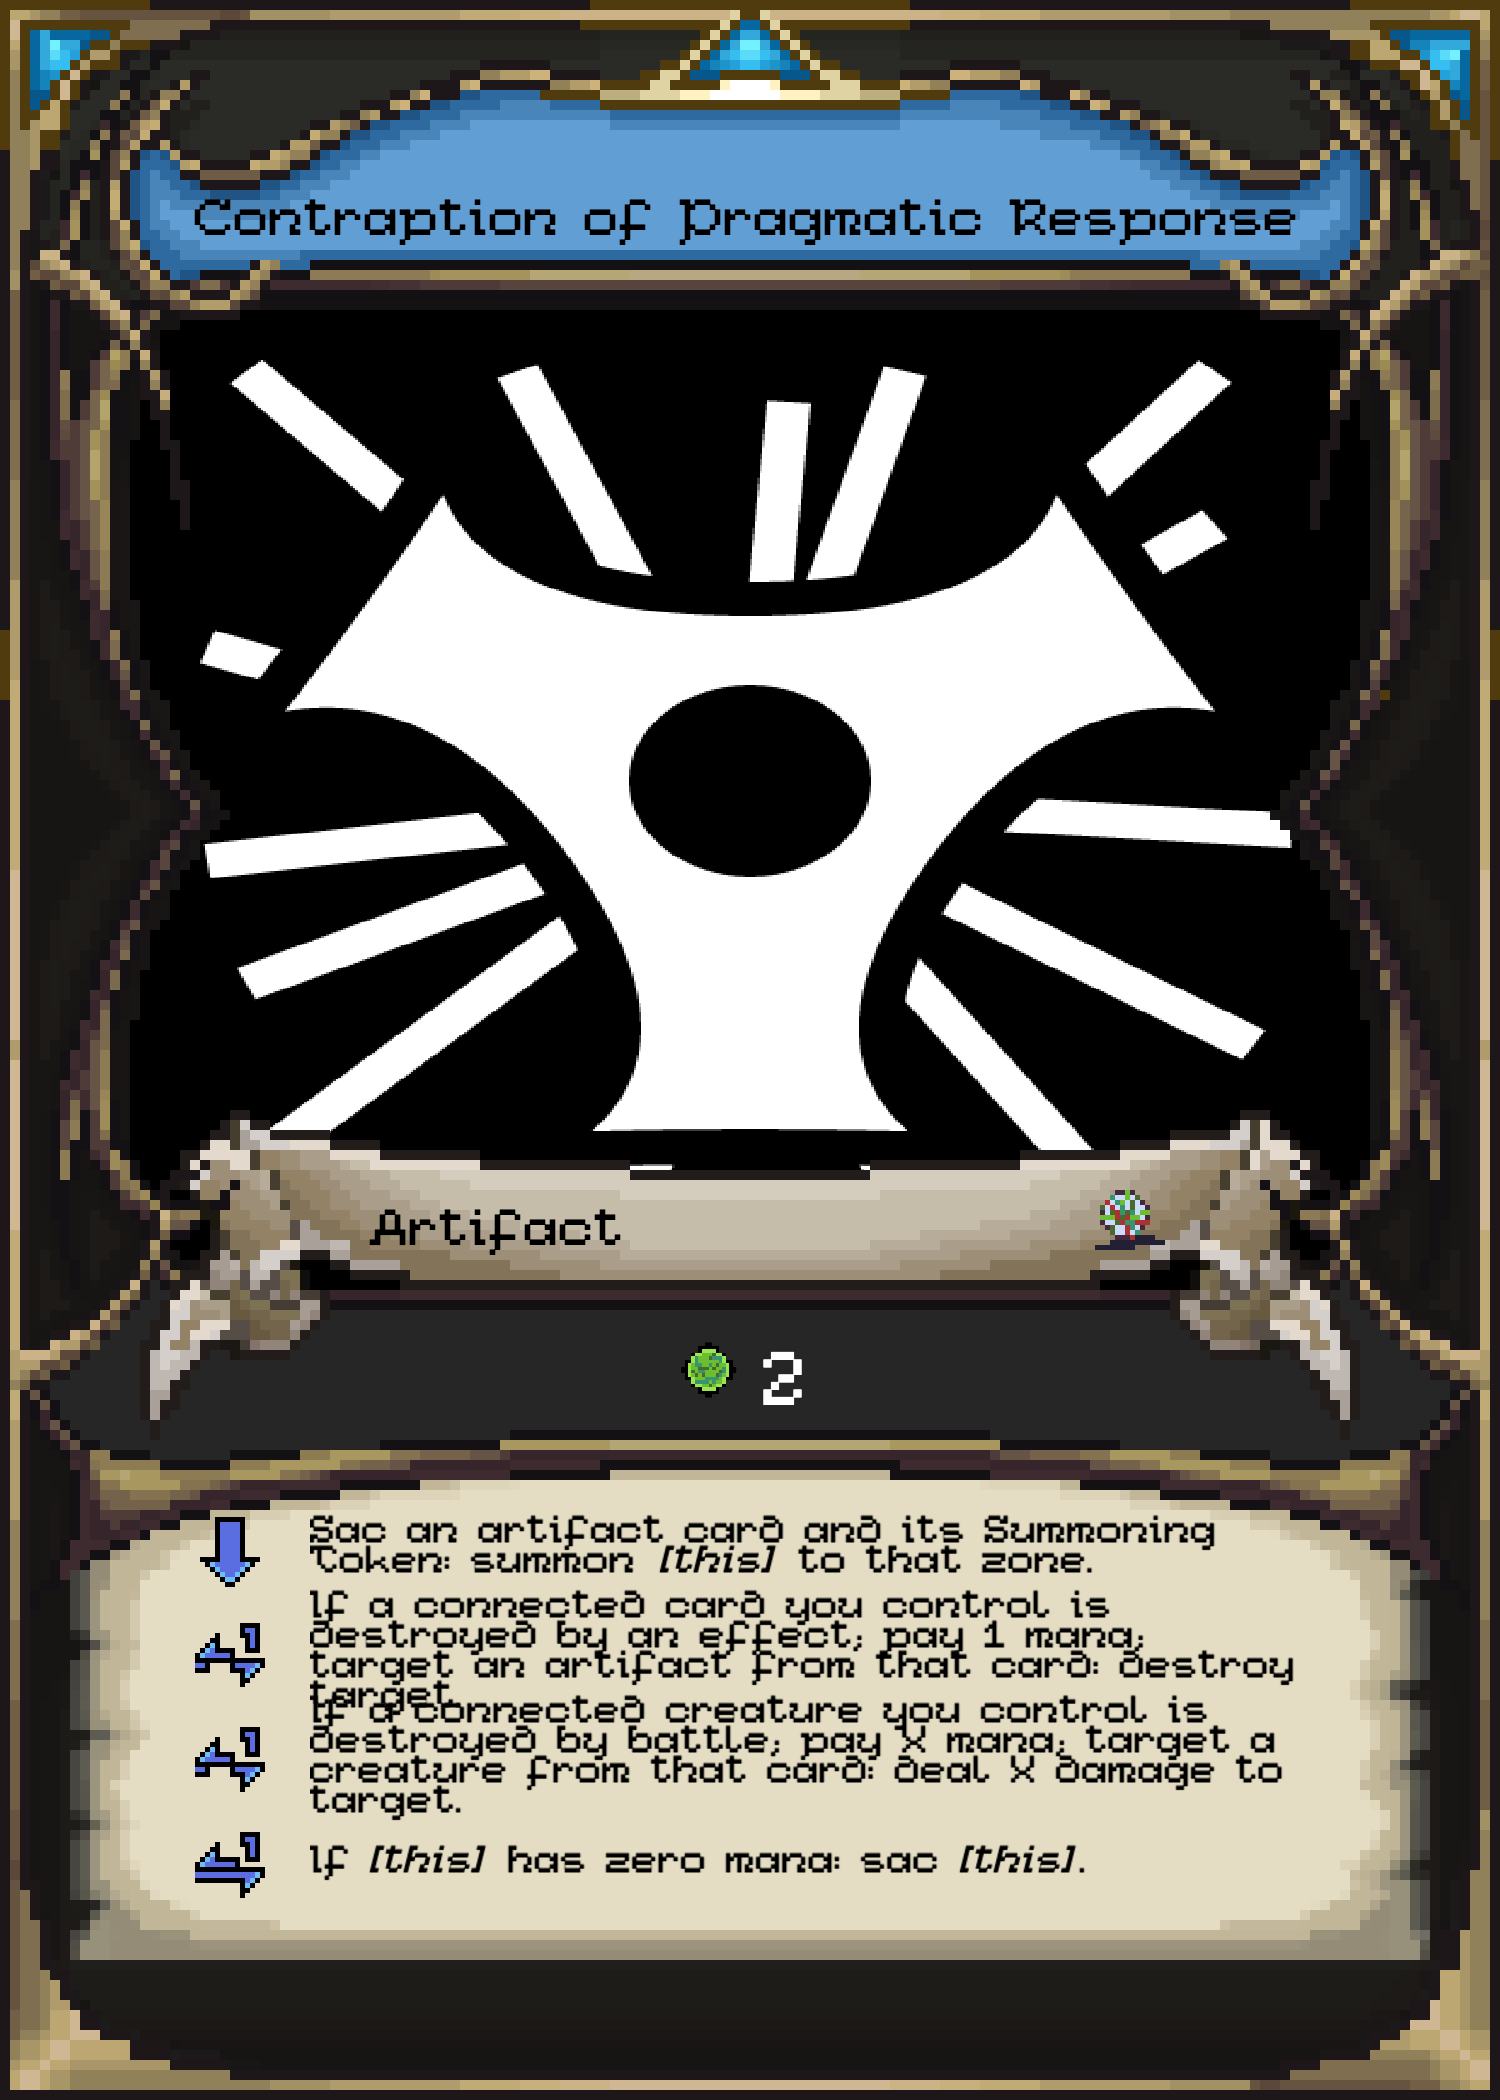 Contraption of Pragmatic Response
Artifact
2
Sac an artifact card and its Summoning
Token: summon [this] to that zone.
If a connected card you control is
destroyed by an effect; pay 1 mana;
target an artifact from that card: destroy
target.
If a connected creature you control is
destroyed by battle; pay X mana; target a
creature from that card: deal X damage to
target.
If [this] has zero mana: sac [this].